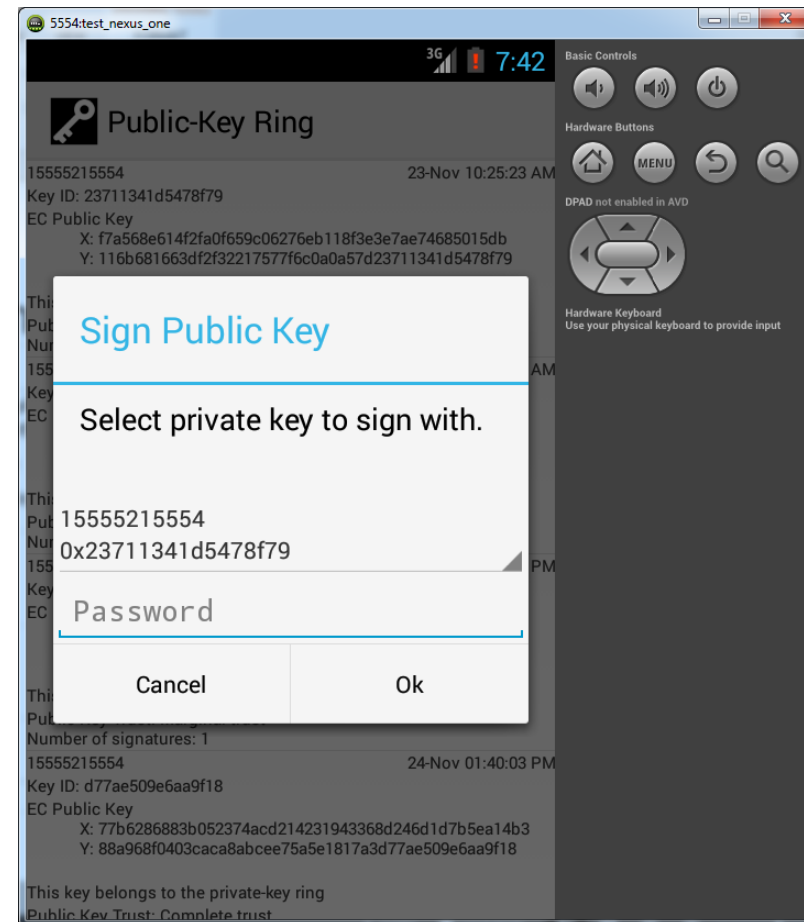 5554:test_nexus_one
3G 7:42
Public-Key Ring
15555215554 23-Nov 10:25:23 AM
Key ID: 23711341d5478f79
EC Public Key
X: f7a568e614f2fa0f659c06276eb118f3e3e7ae74685015db
Y: 116b681663df2f32217577f6c0a0a57d23711341d5478f79
Sign Public Key
AM
Select private key to sign with.
15555215554
0x23711341d5478f79
PM
Password
Cancel Ok
Number of signatures: 1
15555215554 24-Nov 01:40:03 PM
Key ID: d77ae509e6aa9f18
EC Public Key
X: 77b6286883b052374acd214231943368d246d1d7b5ea14b3
Y: 88a968f0403caca8abcee75a5e1817a3d77ae509e6aa9f18
This key belongs to the private-key ring
Public Key Trust: Complete trust
Basic Controls
Hardware Buttons
MENU
DPAD not enabled in AVD
Hardware Keyboard
Use your physical keyboard to provide input